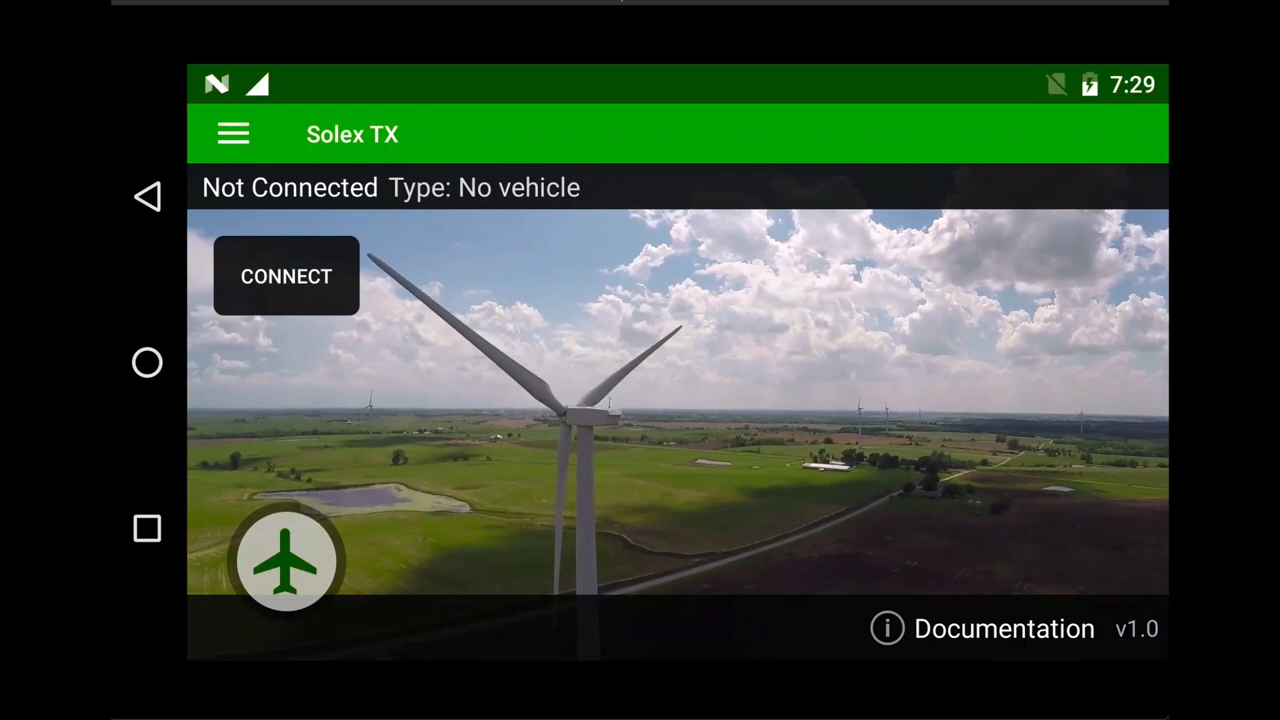 7:29
Solex TX
Not Connected Type: No vehicle
CONNECT
Documentation v1.0